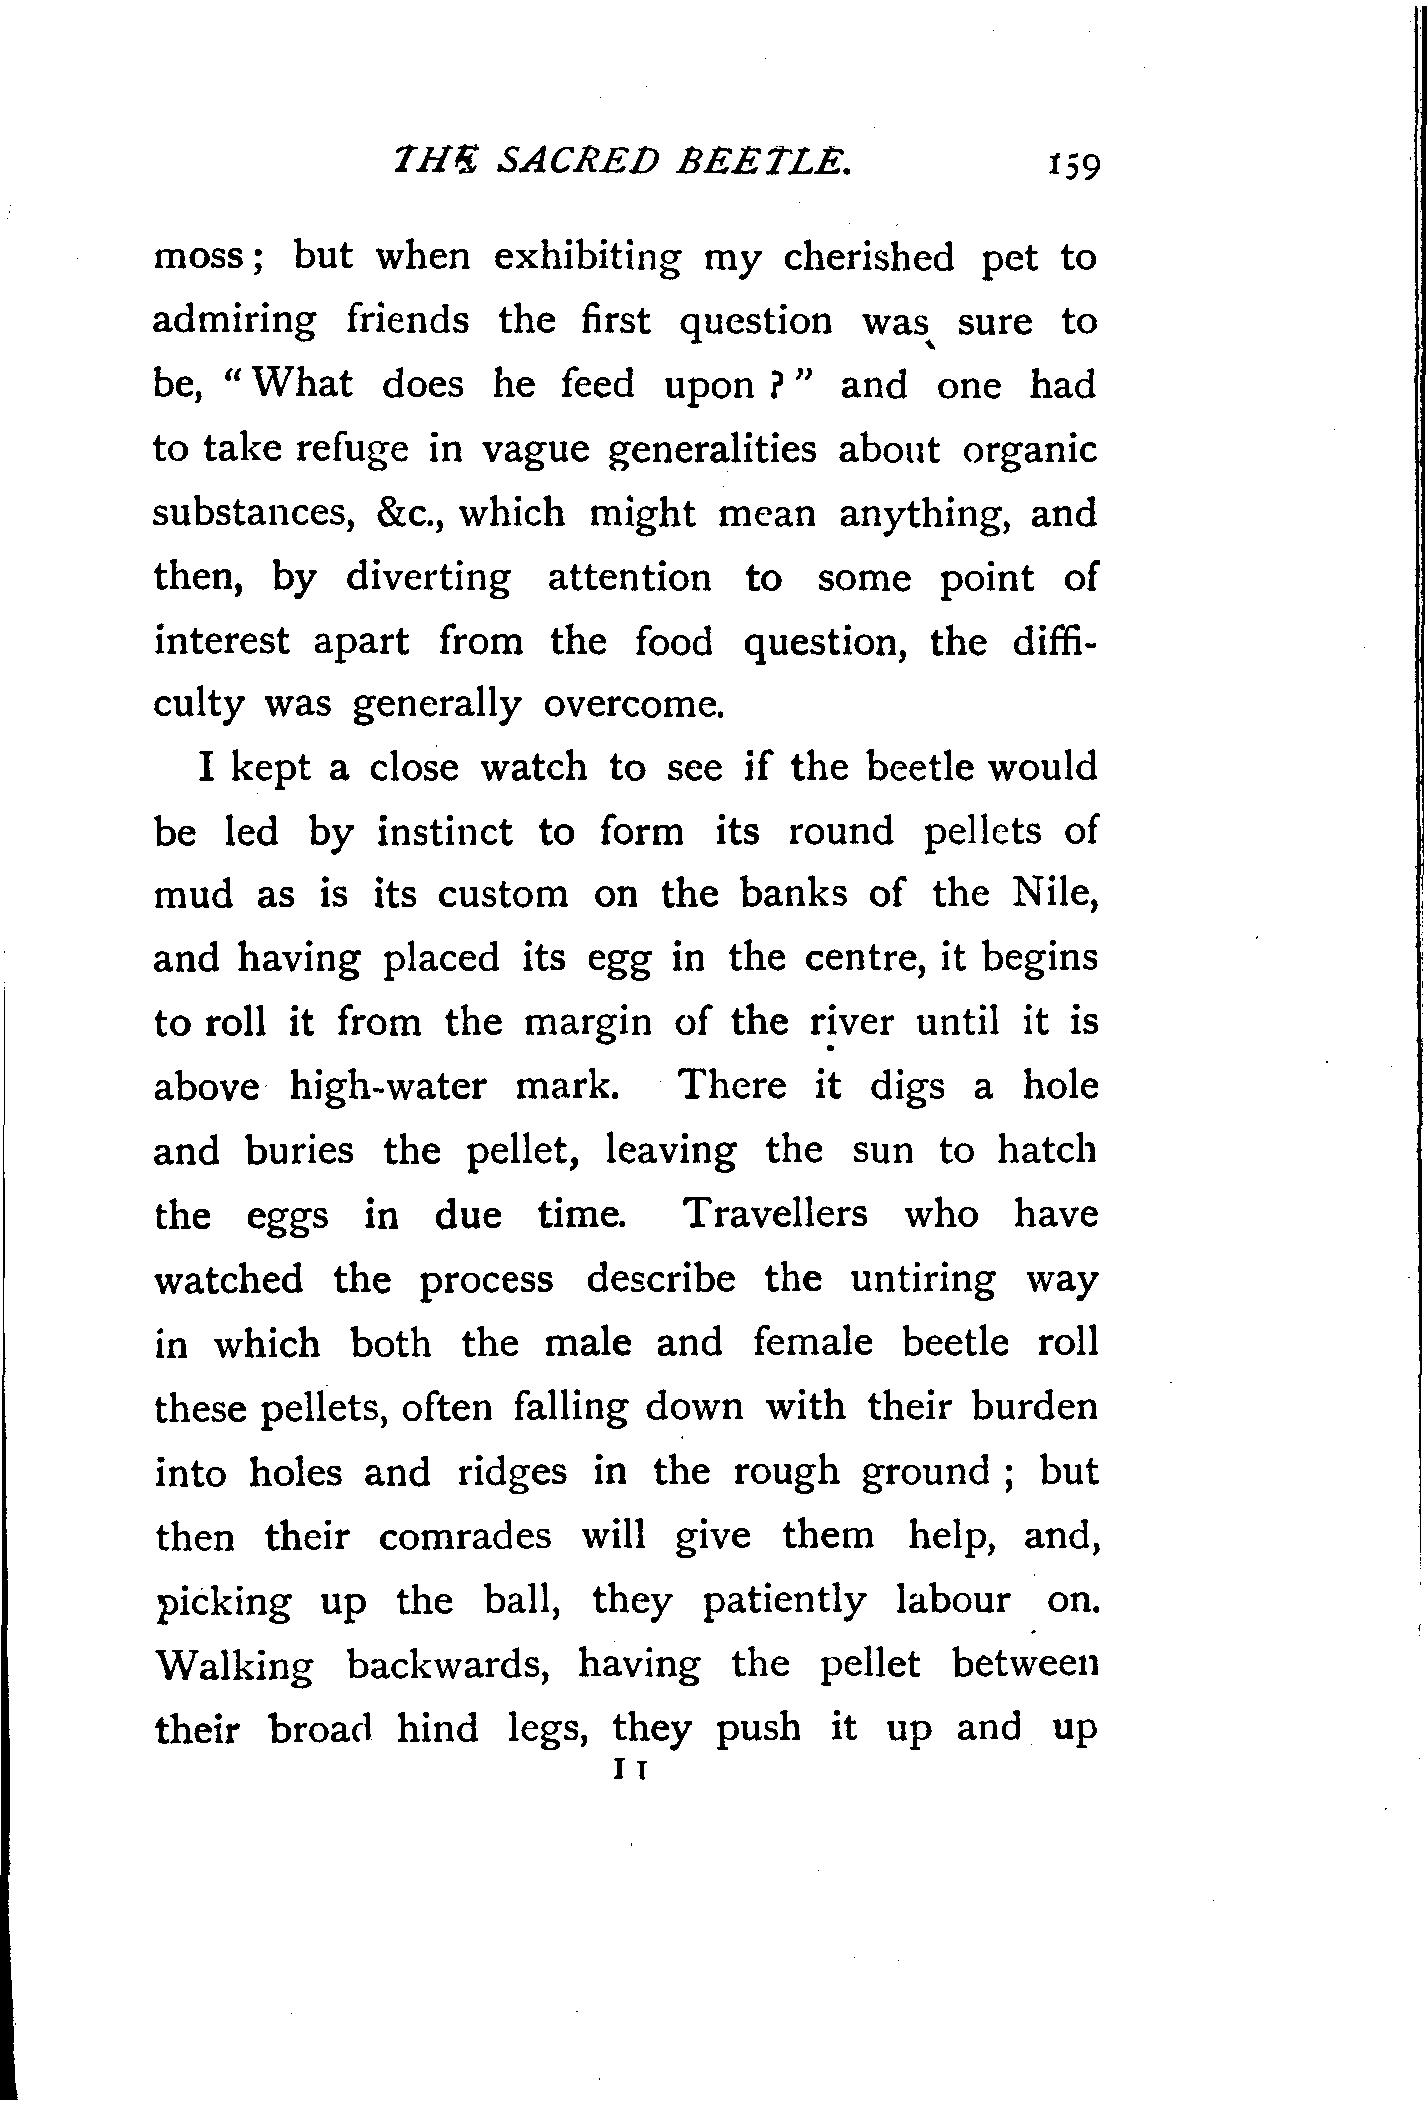 THE SACRED BEETLE. 159
moss; but when exhibiting my cherished pet to
admiring friends the first question was sure to
be, "What does he feed upon?" and one had
to take refuge in vague generalities about organic
substances, &c., which might mean anything, and
then, by diverting attention to some point of
interest apart from the food question, the diffi-
culty was generally overcome.
I kept a close watch to see if the beetle would
be led by instinct to form its round pellets of
mud as is its custom on the banks of the Nile,
and having placed its egg in the centre, it begins
to roll it from the margin of the river until it is
above high-water mark. There it digs a hole
and buries the pellet, leaving the sun to hatch
the eggs in due time. Travellers who have
watched the process describe the untiring way
in which both the male and female beetle roll
these pellets, often falling down with their burden
into holes and ridges in the rough ground; but
then their comrades will give them help, and,
picking up the ball, they patiently labour on.
Walking backwards, having the pellet between
their broad hind legs, they push it up and up
11